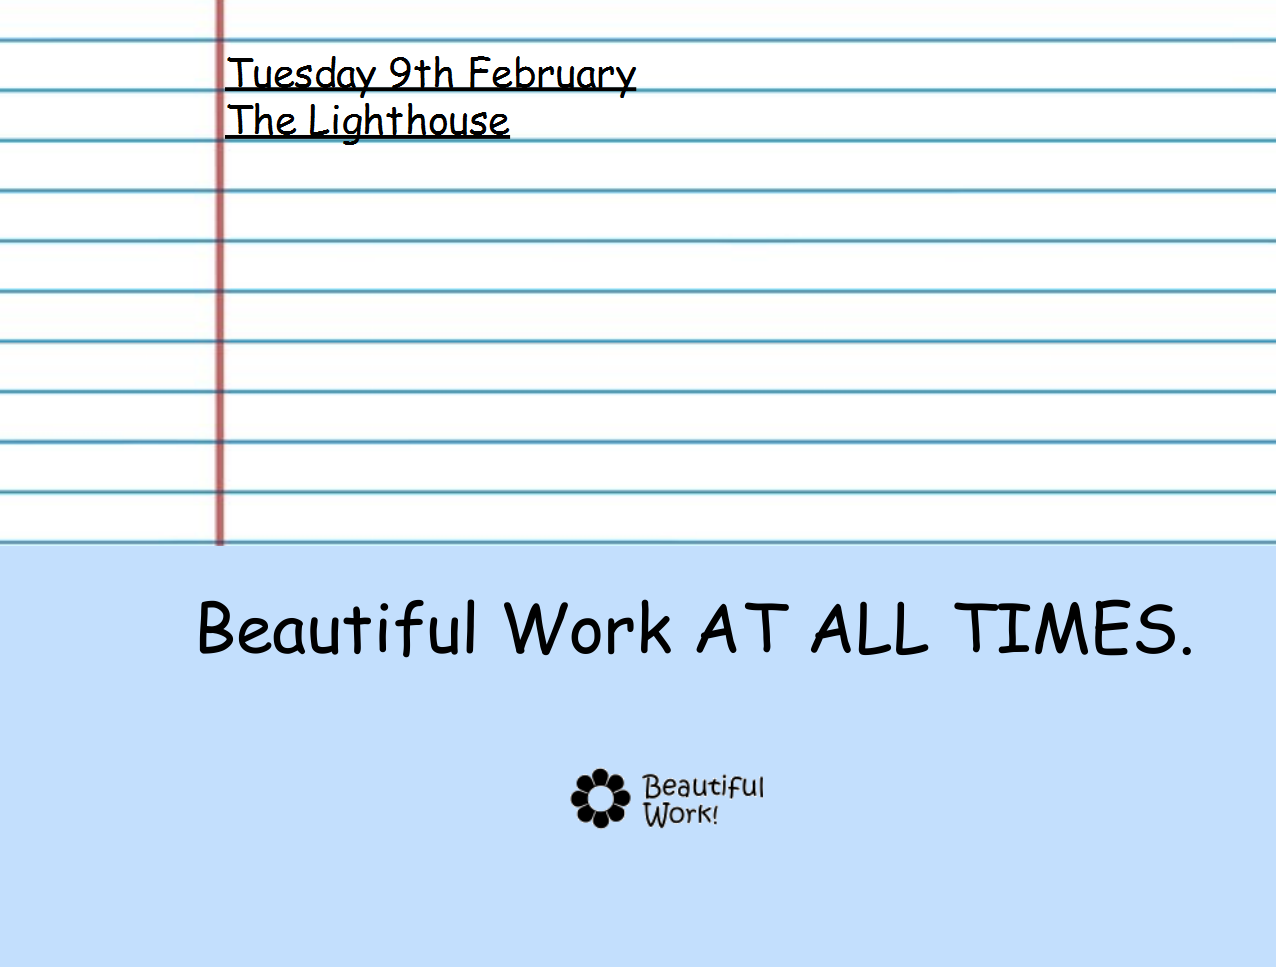 Tuesday 9th February
The Lighthouse
Beautiful Work AT ALL TIMES.
Beautiful
Work!